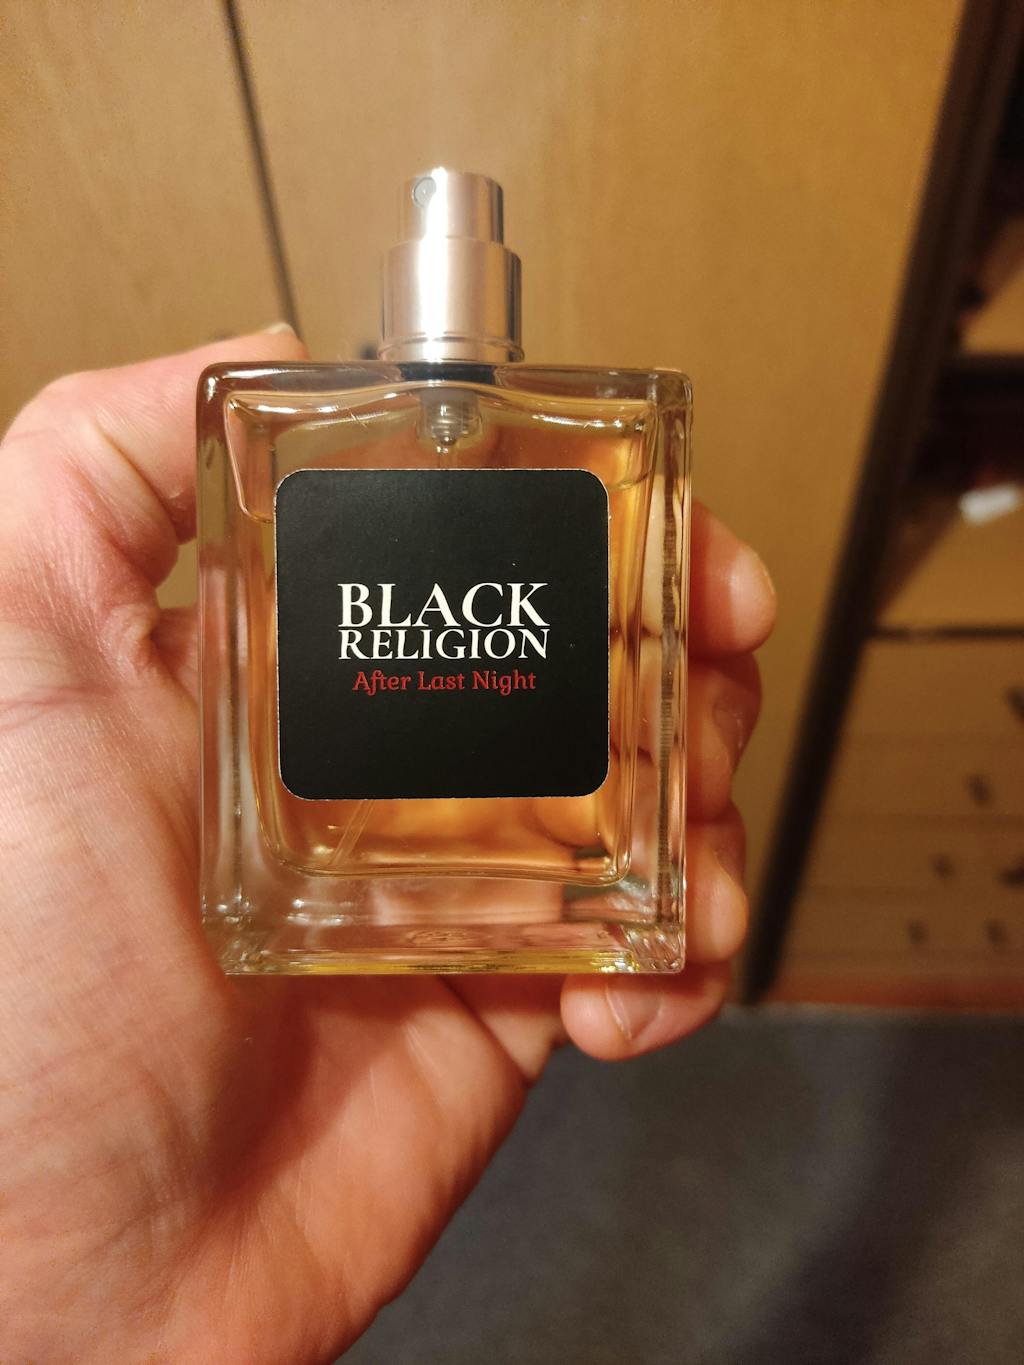 BLACK
RELIGION
After Last Night